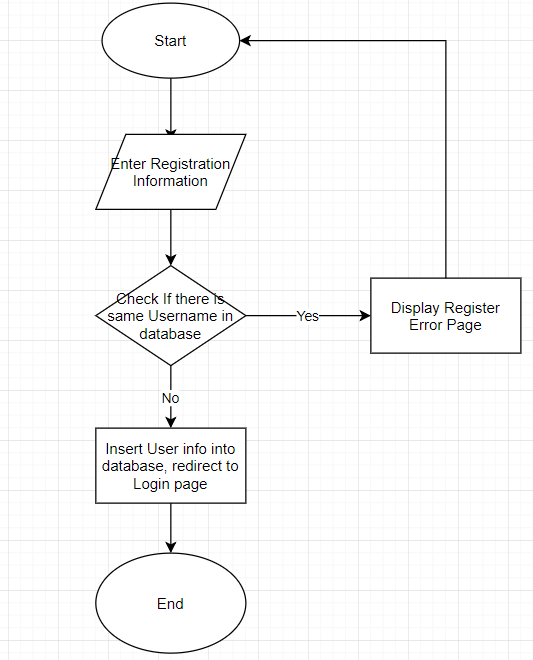 Start
Enter Registration
Information
Check If there is
same Username in
database
Yes
Display Register
Error Page
No
Insert User info into
database, redirect to
Login page
End